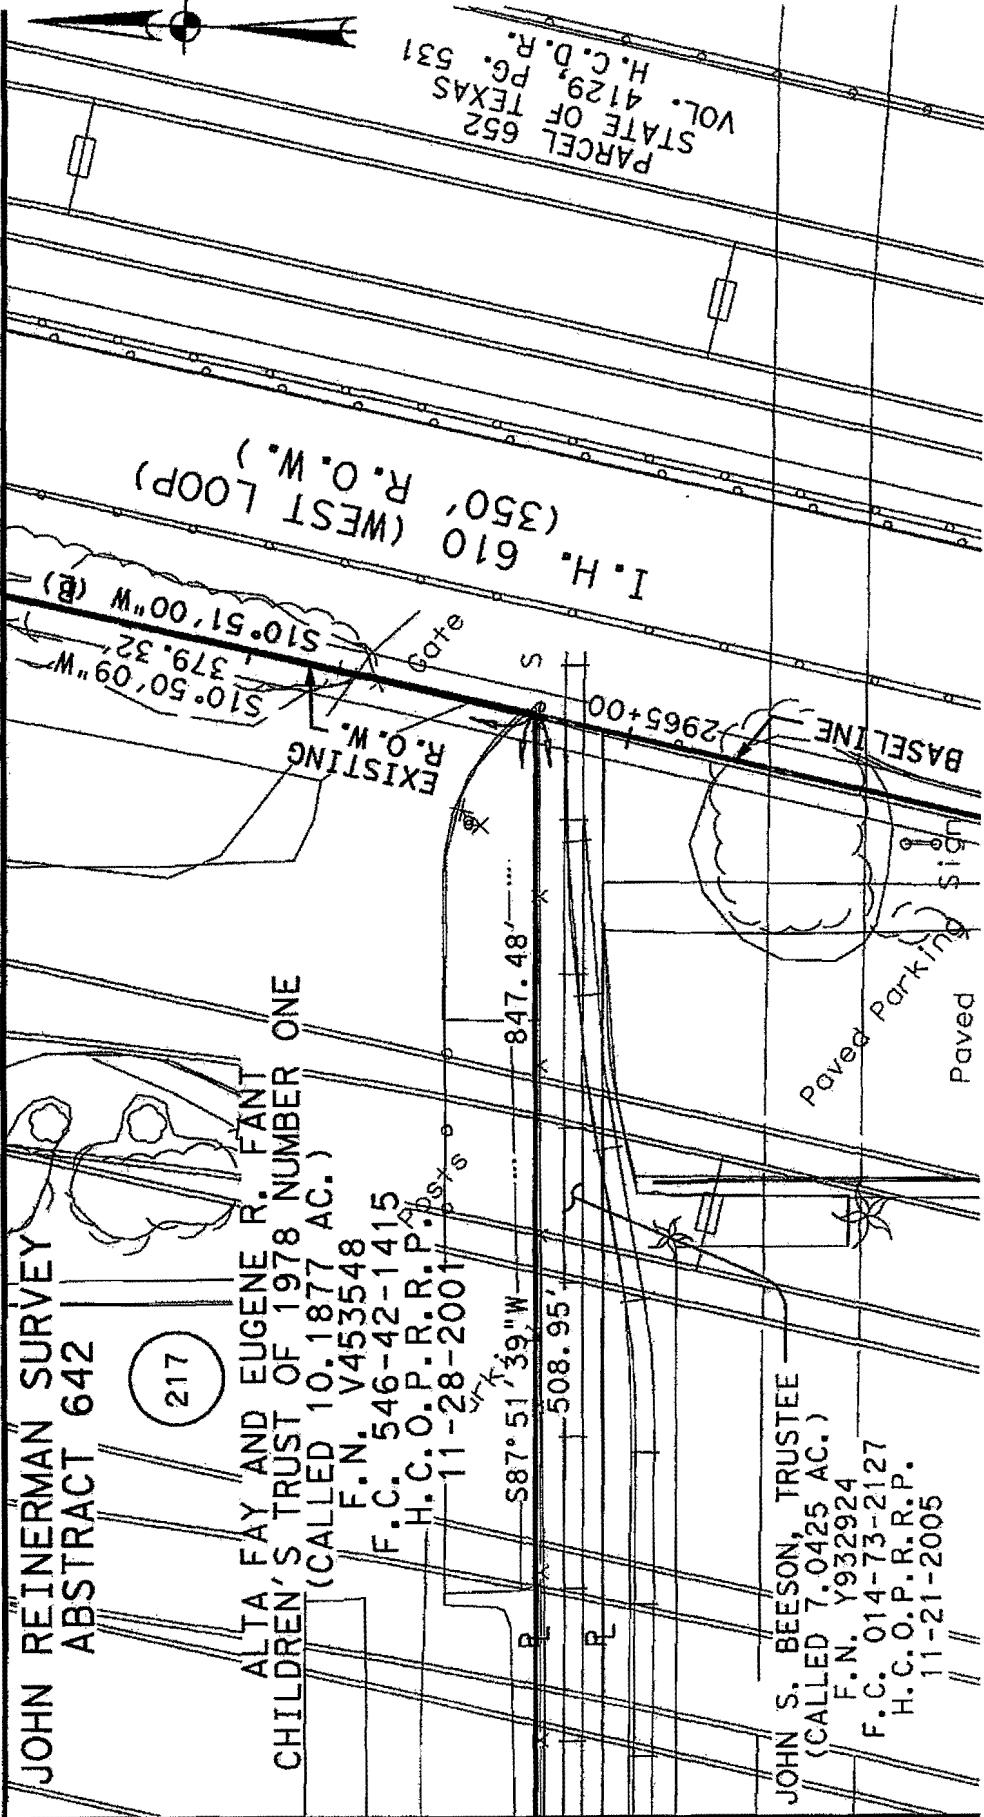 JOHN REINERMAN SURVEY
ABSTRACT 642
217
ALTA FAY AND EUGENE R. FANT
CHILDREN'S TRUST OF 1978 NUMBER ONE
(CALLED 10.1877 AC.)
F.N. V453548
F.C. 546-42-1415
H.C.O.P.R.R.P.
11-28-2001
S87°51'39"W
847.48'
508.95'
JOHN S. BEESON, TRUSTEE
(CALLED 7.0425 AC.)
F.N. Y932924
F.C. 014-73-2127
H.C.O.P.R.R.P.
11-21-2005
Paved Parking
Paved
Sign
BASELINE
2965+00
S
Gate
EXISTING
R.O.W.
S10°50'09"W
379.32'
S10°51'00"W (B)
I.H. 610 (WEST LOOP)
(350' R.O.W.)
PARCEL 652
STATE OF TEXAS
VOL. 4129, PG. 531
H.C.D.R.